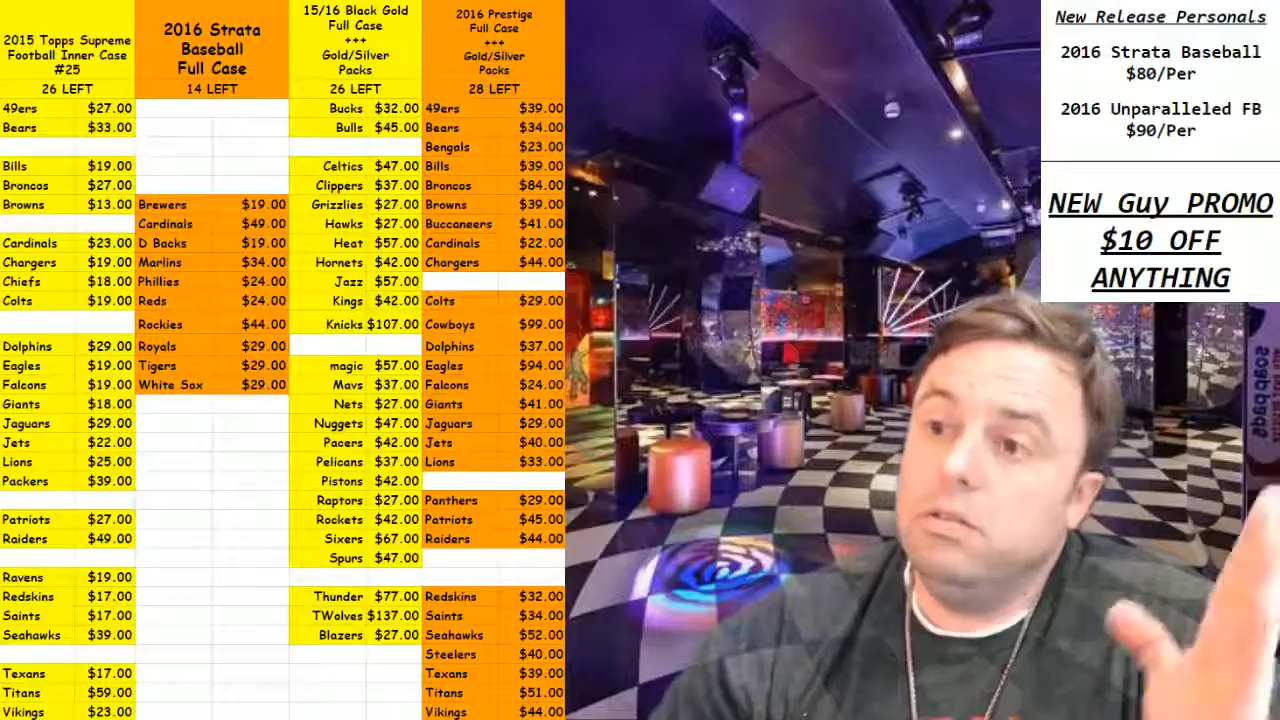 2015 Topps Supreme
Football Inner Case
#25
26 LEFT
49ers $27.00
Bears $33.00
Bills $19.00
Broncos $27.00
Browns $13.00
Cardinals $23.00
Chargers $19.00
Chiefs $18.00
Colts $19.00
Dolphins $29.00
Eagles $19.00
Falcons $19.00
Giants $18.00
Jaguars $29.00
Jets $22.00
Lions $25.00
Packers $39.00
Patriots $27.00
Raiders $49.00
Ravens $19.00
Redskins $17.00
Saints $17.00
Seahawks $39.00
Texans $17.00
Titans $59.00
Vikings $23.00
2016 Strata
Baseball
Full Case
14 LEFT
Brewers $19.00
Cardinals $49.00
D Backs $19.00
Marlins $34.00
Phillies $24.00
Reds $24.00
Rockies $44.00
Royals $29.00
Tigers $29.00
White Sox $29.00
15/16 Black Gold
Full Case
+++
Gold/Silver
Packs
26 LEFT
Bucks $32.00
Bulls $45.00
Celtics $47.00
Clippers $37.00
Grizzlies $27.00
Hawks $27.00
Heat $57.00
Hornets $42.00
Jazz $57.00
Kings $42.00
Knicks $107.00
magic $57.00
Mavs $37.00
Nets $27.00
Nuggets $47.00
Pacers $42.00
Pelicans $37.00
Pistons $42.00
Raptors $27.00
Rockets $42.00
Sixers $67.00
Spurs $47.00
Thunder $77.00
TWolves $137.00
Blazers $27.00
2016 Prestige
Full Case
+++
Gold/Silver
Packs
28 LEFT
49ers $39.00
Bears $34.00
Bengals $23.00
Bills $39.00
Broncos $84.00
Browns $39.00
Buccaneers $41.00
Cardinals $22.00
Chargers $44.00
Colts $29.00
Cowboys $99.00
Dolphins $37.00
Eagles $94.00
Falcons $24.00
Giants $41.00
Jaguars $29.00
Jets $40.00
Lions $33.00
Panthers $29.00
Patriots $45.00
Raiders $44.00
Redskins $32.00
Saints $34.00
Seahawks $52.00
Steelers $40.00
Texans $39.00
Titans $51.00
Vikings $44.00
New Release Personals
2016 Strata Baseball
$80/Per
2016 Unparalleled FB
$90/Per
NEW Guy PROMO
$10 OFF
ANYTHING